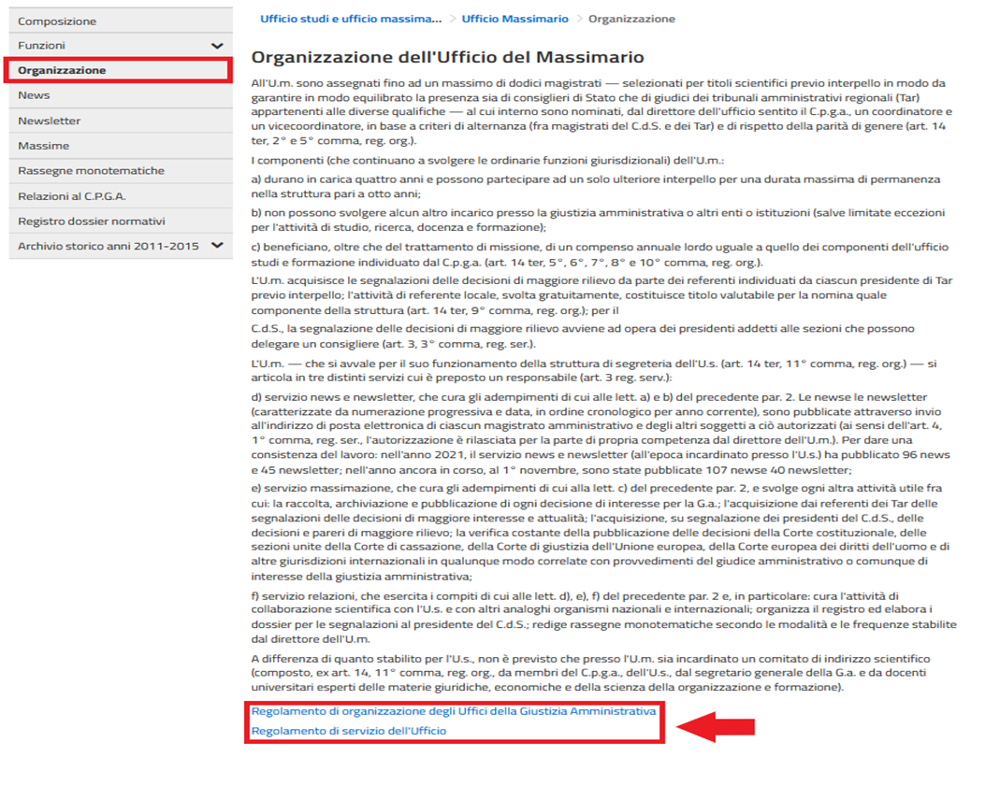 Composizione
Funzioni
Organizzazione
News
Newsletter
Massime
Rassegne monotematiche
Relazioni al C.P.G.A.
Registro dossier normativi
Archivio storico anni 2011-2015
Ufficio studi e ufficio massima... > Ufficio Massimario > Organizzazione
Organizzazione dell'Ufficio del Massimario
All'U.m. sono assegnati fino ad un massimo di dodici magistrati — selezionati per titoli scientifici previo interpello in modo da
garantire in modo equilibrato la presenza sia di consiglieri di Stato che di giudici dei tribunali amministrativi regionali (Tar)
appartenenti alle diverse qualifiche — al cui interno sono nominati, dal direttore dell'ufficio sentito il C.p.g.a., un coordinatore e
un vicecoordinatore, in base a criteri di alternanza (fra magistrati del C.d.S. e dei Tar) e di rispetto della parità di genere (art. 14
ter, 2° e 5° comma, reg. org.).
I componenti (che continuano a svolgere le ordinarie funzioni giurisdizionali) dell'U.m.:
a) durano in carica quattro anni e possono partecipare ad un solo ulteriore interpello per una durata massima di permanenza
nella struttura pari a otto anni;
b) non possono svolgere alcun altro incarico presso la giustizia amministrativa o altri enti o istituzioni (salve limitate eccezioni
per l'attività di studio, ricerca, docenza e formazione);
c) beneficiano, oltre che del trattamento di missione, di un compenso annuale lordo uguale a quello dei componenti dell'ufficio
studi e formazione individuato dal C.p.g.a. (art. 14 ter, 5°, 6°, 7°, 8° e 10° comma, reg. org.).
L'U.m. acquisisce le segnalazioni delle decisioni di maggiore rilievo da parte dei referenti individuati da ciascun presidente di Tar
previo interpello; l'attività di referente locale, svolta gratuitamente, costituisce titolo valutabile per la nomina quale
componente della struttura (art. 14 ter, 9° comma, reg. org.); per il
C.d.S., la segnalazione delle decisioni di maggiore rilievo avviene ad opera dei presidenti addetti alle sezioni che possono
delegare un consigliere (art. 3, 3° comma, reg. ser.).
L'U.m. — che si avvale per il suo funzionamento della struttura di segreteria dell'U.s. (art. 14 ter, 11° comma, reg. org.) — si
articola in tre distinti servizi cui è preposto un responsabile (art. 3 reg. serv.):
d) servizio news e newsletter, che cura gli adempimenti di cui alle lett. a) e b) del precedente par. 2. Le newse le newsletter
(caratterizzate da numerazione progressiva e data, in ordine cronologico per anno corrente), sono pubblicate attraverso invio
all'indirizzo di posta elettronica di ciascun magistrato amministrativo e degli altri soggetti a ciò autorizzati (ai sensi dell'art. 4,
1° comma, reg. ser., l'autorizzazione è rilasciata per la parte di propria competenza dal direttore dell'U.m.). Per dare una
consistenza del lavoro: nell'anno 2021, il servizio news e newsletter (all'epoca incardinato presso l'U.s.) ha pubblicato 96 news
e 45 newsletter; nell'anno ancora in corso, al 1° novembre, sono state pubblicate 107 newse 40 newsletter;
e) servizio massimazione, che cura gli adempimenti di cui alla lett. c) del precedente par. 2, e svolge ogni altra attività utile fra
cui: la raccolta, archiviazione e pubblicazione di ogni decisione di interesse per la G.a.; l'acquisizione dai referenti dei Tar delle
segnalazioni delle decisioni di maggiore interesse e attualità; l'acquisizione, su segnalazione dei presidenti del C.d.S., delle
decisioni e pareri di maggiore rilievo; la verifica costante della pubblicazione delle decisioni della Corte costituzionale, delle
sezioni unite della Corte di cassazione, della Corte di giustizia dell'Unione europea, della Corte europea dei diritti dell'uomo e di
altre giurisdizioni internazionali in qualunque modo correlate con provvedimenti del giudice amministrativo o comunque di
interesse della giustizia amministrativa;
f) servizio relazioni, che esercita i compiti di cui alle lett. d), e), f) del precedente par. 2 e, in particolare: cura l'attività di
collaborazione scientifica con l'U.s. e con altri analoghi organismi nazionali e internazionali; organizza il registro ed elabora i
dossier per le segnalazioni al presidente del C.d.S.; redige rassegne monotematiche secondo le modalità e le frequenze stabilite
dal direttore dell'U.m.
A differenza di quanto stabilito per l'U.s., non è previsto che presso l'U.m. sia incardinato un comitato di indirizzo scientifico
(composto, ex art. 14, 11° comma, reg. org., da membri del C.p.g.a., dell'U.s., dal segretario generale della G.a. e da docenti
universitari esperti delle materie giuridiche, economiche e della scienza della organizzazione e formazione).
Regolamento di organizzazione degli Uffici della Giustizia Amministrativa
Regolamento di servizio dell'Ufficio